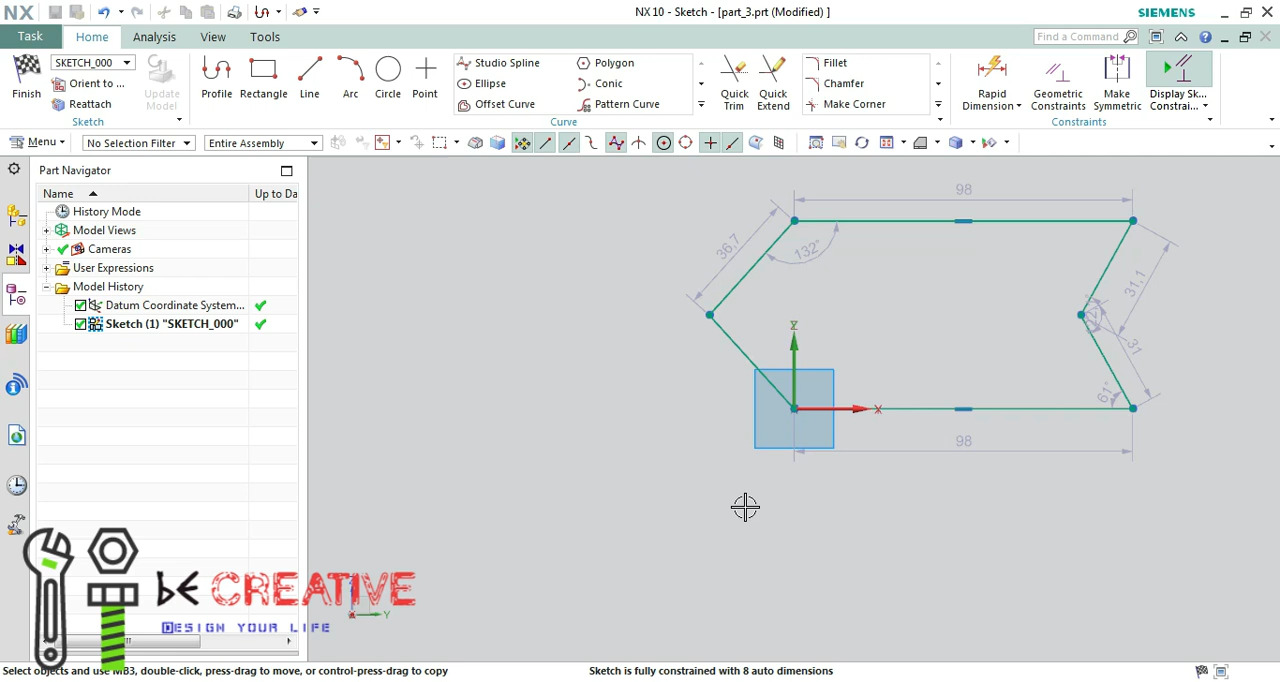 NX
NX 10 - Sketch - [part_3.prt (Modified) ]
SIEMENS
Task
Home
Analysis
View
Tools
Find a Command
Finish
SKETCH_000
Orient to ...
Reattach
Update
Model
Sketch
Profile
Rectangle
Line
Arc
Circle
Point
Studio Spline
Polygon
Ellipse
Conic
Offset Curve
Pattern Curve
Curve
Quick
Trim
Quick
Extend
Fillet
Chamfer
Make Corner
Rapid
Dimension
Geometric
Constraints
Make
Symmetric
Display Sk...
Constrai...
Constraints
Menu
No Selection Filter
Entire Assembly
Part Navigator
Name
Up to Da
History Mode
Model Views
Cameras
User Expressions
Model History
Datum Coordinate System...
Sketch (1) "SKETCH_000"
98
36,7
132°
31,1
31
61°
98
Z
X
Y
bE CREATIVE
DESIGN YOUR LIFE
Select objects and use MB3, double-click, press-drag to move, or control-press-drag to copy
Sketch is fully constrained with 8 auto dimensions